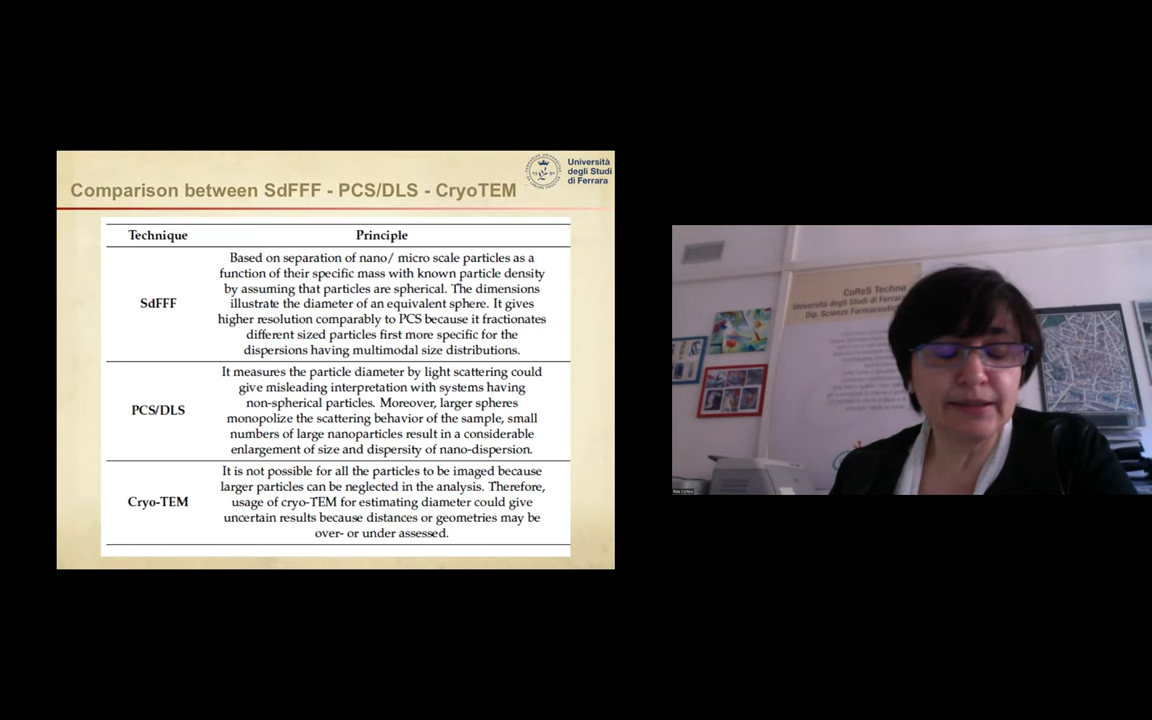 Comparison between SdFFF - PCS/DLS - CryoTEM
Università
degli Studi
di Ferrara
Technique Principle
SdFFF
Based on separation of nano/ micro scale particles as a
function of their specific mass with known particle density
by assuming that particles are spherical. The dimensions
illustrate the diameter of an equivalent sphere. It gives
higher resolution comparably to PCS because it fractionates
different sized particles first more specific for the
dispersions having multimodal size distributions.
PCS/DLS
It measures the particle diameter by light scattering could
give misleading interpretation with systems having
non-spherical particles. Moreover, larger spheres
monopolize the scattering behavior of the sample, small
numbers of large nanoparticles result in a considerable
enlargement of size and dispersity of nano-dispersion.
Cryo-TEM
It is not possible for all the particles to be imaged because
larger particles can be neglected in the analysis. Therefore,
usage of cryo-TEM for estimating diameter could give
uncertain results because distances or geometries may be
over- or under assessed.
CoReS Techno
Università degli Studi di Ferrara
Dip. Scienze Farmaceutic